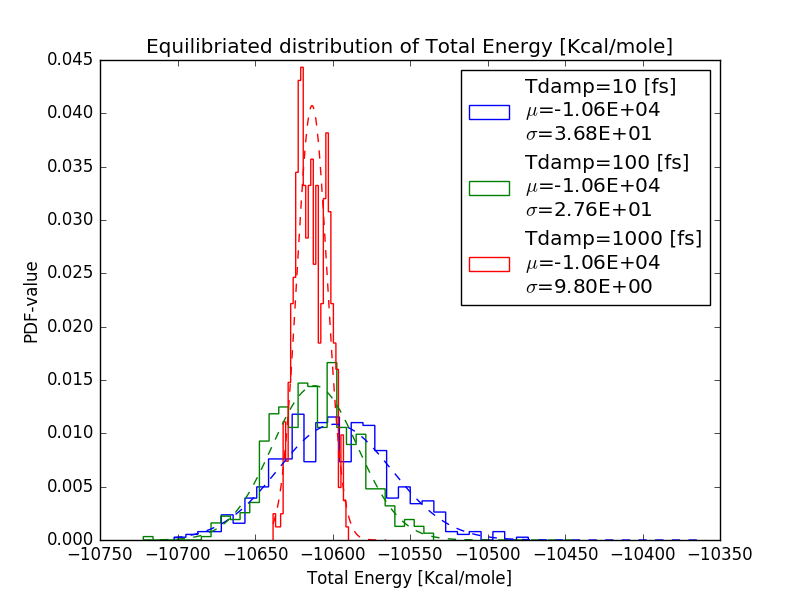 Equilibriated distribution of Total Energy [Kcal/mole]
0.045
0.040
0.035
0.030
0.025
0.020
0.015
0.010
0.005
0.000
PDF-value
Tdamp=10 [fs]
μ=-1.06E+04
σ=3.68E+01
Tdamp=100 [fs]
μ=-1.06E+04
σ=2.76E+01
Tdamp=1000 [fs]
μ=-1.06E+04
σ=9.80E+00
−10750 −10700 −10650 −10600 −10550 −10500 −10450 −10400 −10350
Total Energy [Kcal/mole]